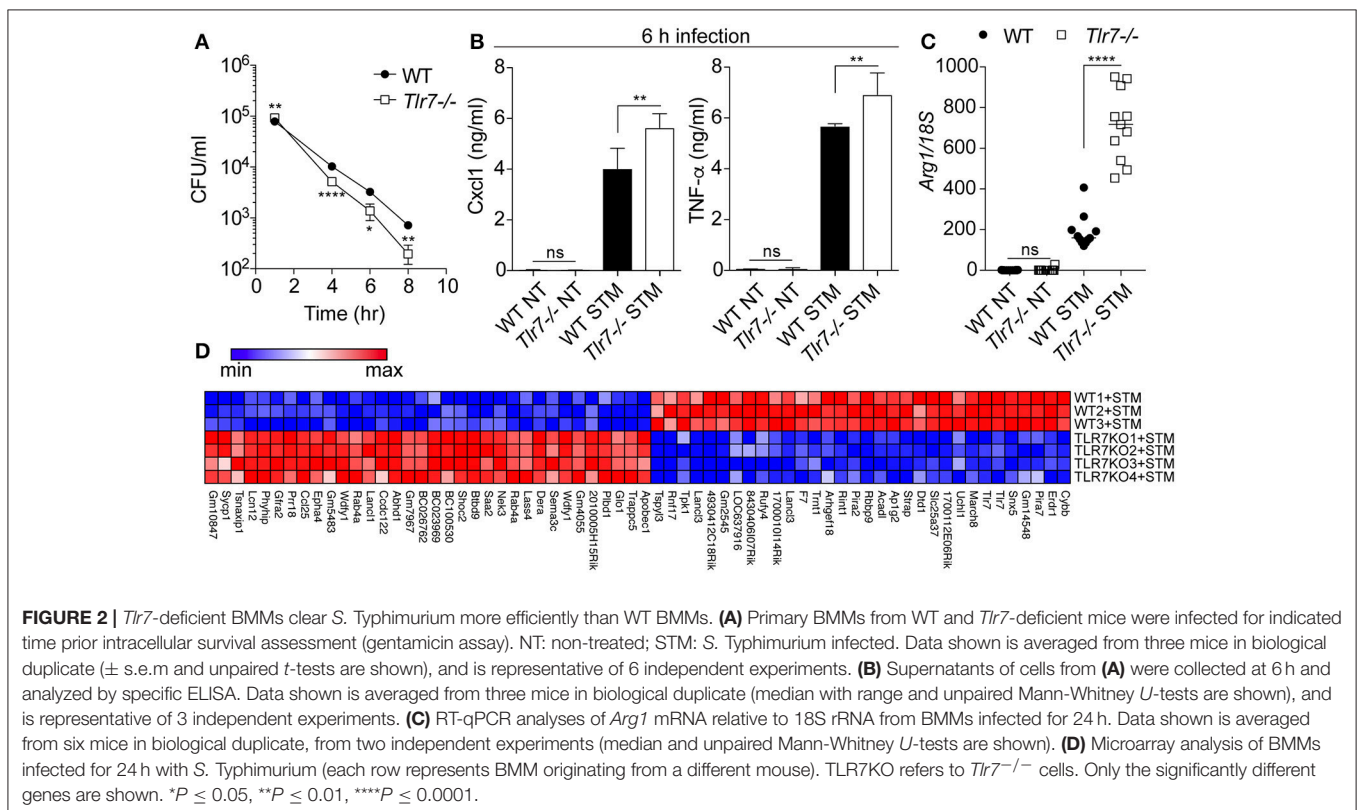 A
10^6
10^5
10^4
10^3
10^2
CFU/ml
0 2 4 6 8 10
Time (hr)
WT
Tlr7-/-
**
****
*
**
B
6 h infection
8
6
4
2
0
Cxcl1 (ng/ml)
ns
**
WT NT
Tlr7-/- NT
WT STM
Tlr7-/- STM
8
6
4
2
0
TNF-α (ng/ml)
ns
**
WT NT
Tlr7-/- NT
WT STM
Tlr7-/- STM
C
WT Tlr7-/-
1000
800
600
400
200
0
Arg1/18S
ns
****
WT NT
Tlr7-/- NT
WT STM
Tlr7-/- STM
D
min max
WT1+STM
WT2+STM
WT3+STM
TLR7KO1+STM
TLR7KO2+STM
TLR7KO3+STM
TLR7KO4+STM
Gm10847
Sycp1
Tsnaxip1
Lcn12
Phyhip
Gfra2
Prr18
Ccl25
Epha4
Gm5483
Wdfy1
Rab4a
Lancl1
Ccdc122
Abhd1
Gm7967
BC026762
BC023969
BC100530
Shoc2
Btbd9
Saa2
Nek3
Rab4a
Lass4
Dera
Sema3c
Wdfy1
Gm4055
2010005H15Rik
Plbd1
Glo1
Trappc5
Apobec1
Tspyl3
Rnf17
Tpk1
Lancl3
4930412C18Rik
Gm2545
LOC637916
8430406I07Rik
Rufy4
1700010I14Rik
Lancl3
F7
Trmt1
Arhgef18
Rint1
Pira2
Rbbp9
Acadl
Ap1g2
Strap
Dtd1
Slc25a37
1700112E06Rik
Uchl1
March8
Tlr7
Tlr7
Snx5
Gm14548
Pira7
Erdr1
Cybb
FIGURE 2 | Tlr7-deficient BMMs clear S. Typhimurium more efficiently than WT BMMs. (A) Primary BMMs from WT and Tlr7-deficient mice were infected for indicated
time prior intracellular survival assessment (gentamicin assay). NT: non-treated; STM: S. Typhimurium infected. Data shown is averaged from three mice in biological
duplicate (± s.e.m and unpaired t-tests are shown), and is representative of 6 independent experiments. (B) Supernatants of cells from (A) were collected at 6 h and
analyzed by specific ELISA. Data shown is averaged from three mice in biological duplicate (median with range and unpaired Mann-Whitney U-tests are shown), and
is representative of 3 independent experiments. (C) RT-qPCR analyses of Arg1 mRNA relative to 18S rRNA from BMMs infected for 24 h. Data shown is averaged
from six mice in biological duplicate, from two independent experiments (median and unpaired Mann-Whitney U-tests are shown). (D) Microarray analysis of BMMs
infected for 24 h with S. Typhimurium (each row represents BMM originating from a different mouse). TLR7KO refers to Tlr7−/− cells. Only the significantly different
genes are shown. *P ≤ 0.05, **P ≤ 0.01, ****P ≤ 0.0001.